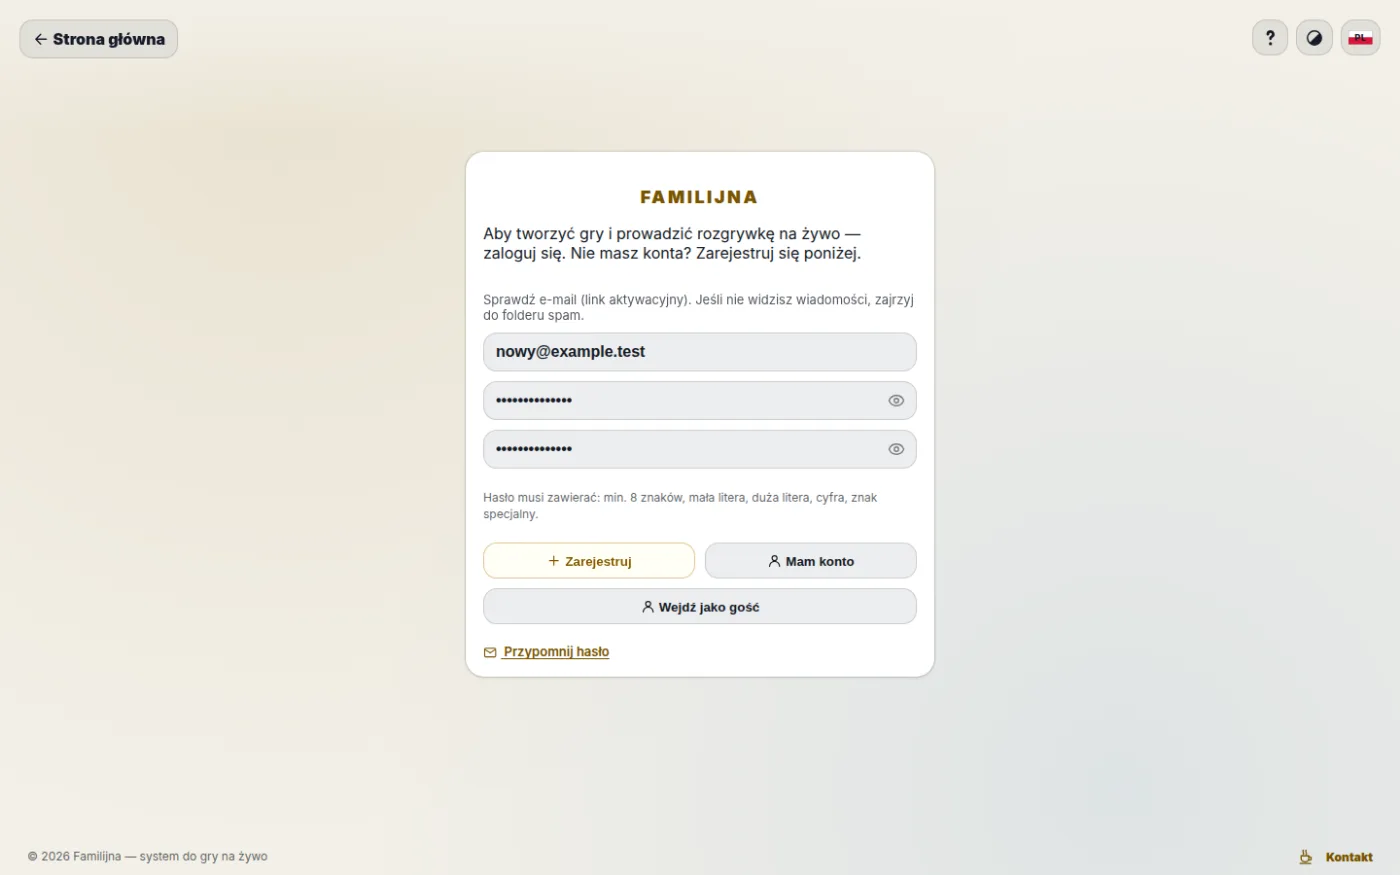 ← Strona główna
?
PL
FAMILIJNA
Aby tworzyć gry i prowadzić rozgrywkę na żywo —
zaloguj się. Nie masz konta? Zarejestruj się poniżej.
Sprawdź e-mail (link aktywacyjny). Jeśli nie widzisz wiadomości, zajrzyj
do folderu spam.
nowy@example.test
••••••••••••••
••••••••••••••
Hasło musi zawierać: min. 8 znaków, mała litera, duża litera, cyfra, znak
specjalny.
+ Zarejestruj
Mam konto
Wejdź jako gość
Przypomnij hasło
© 2026 Familijna — system do gry na żywo
Kontakt